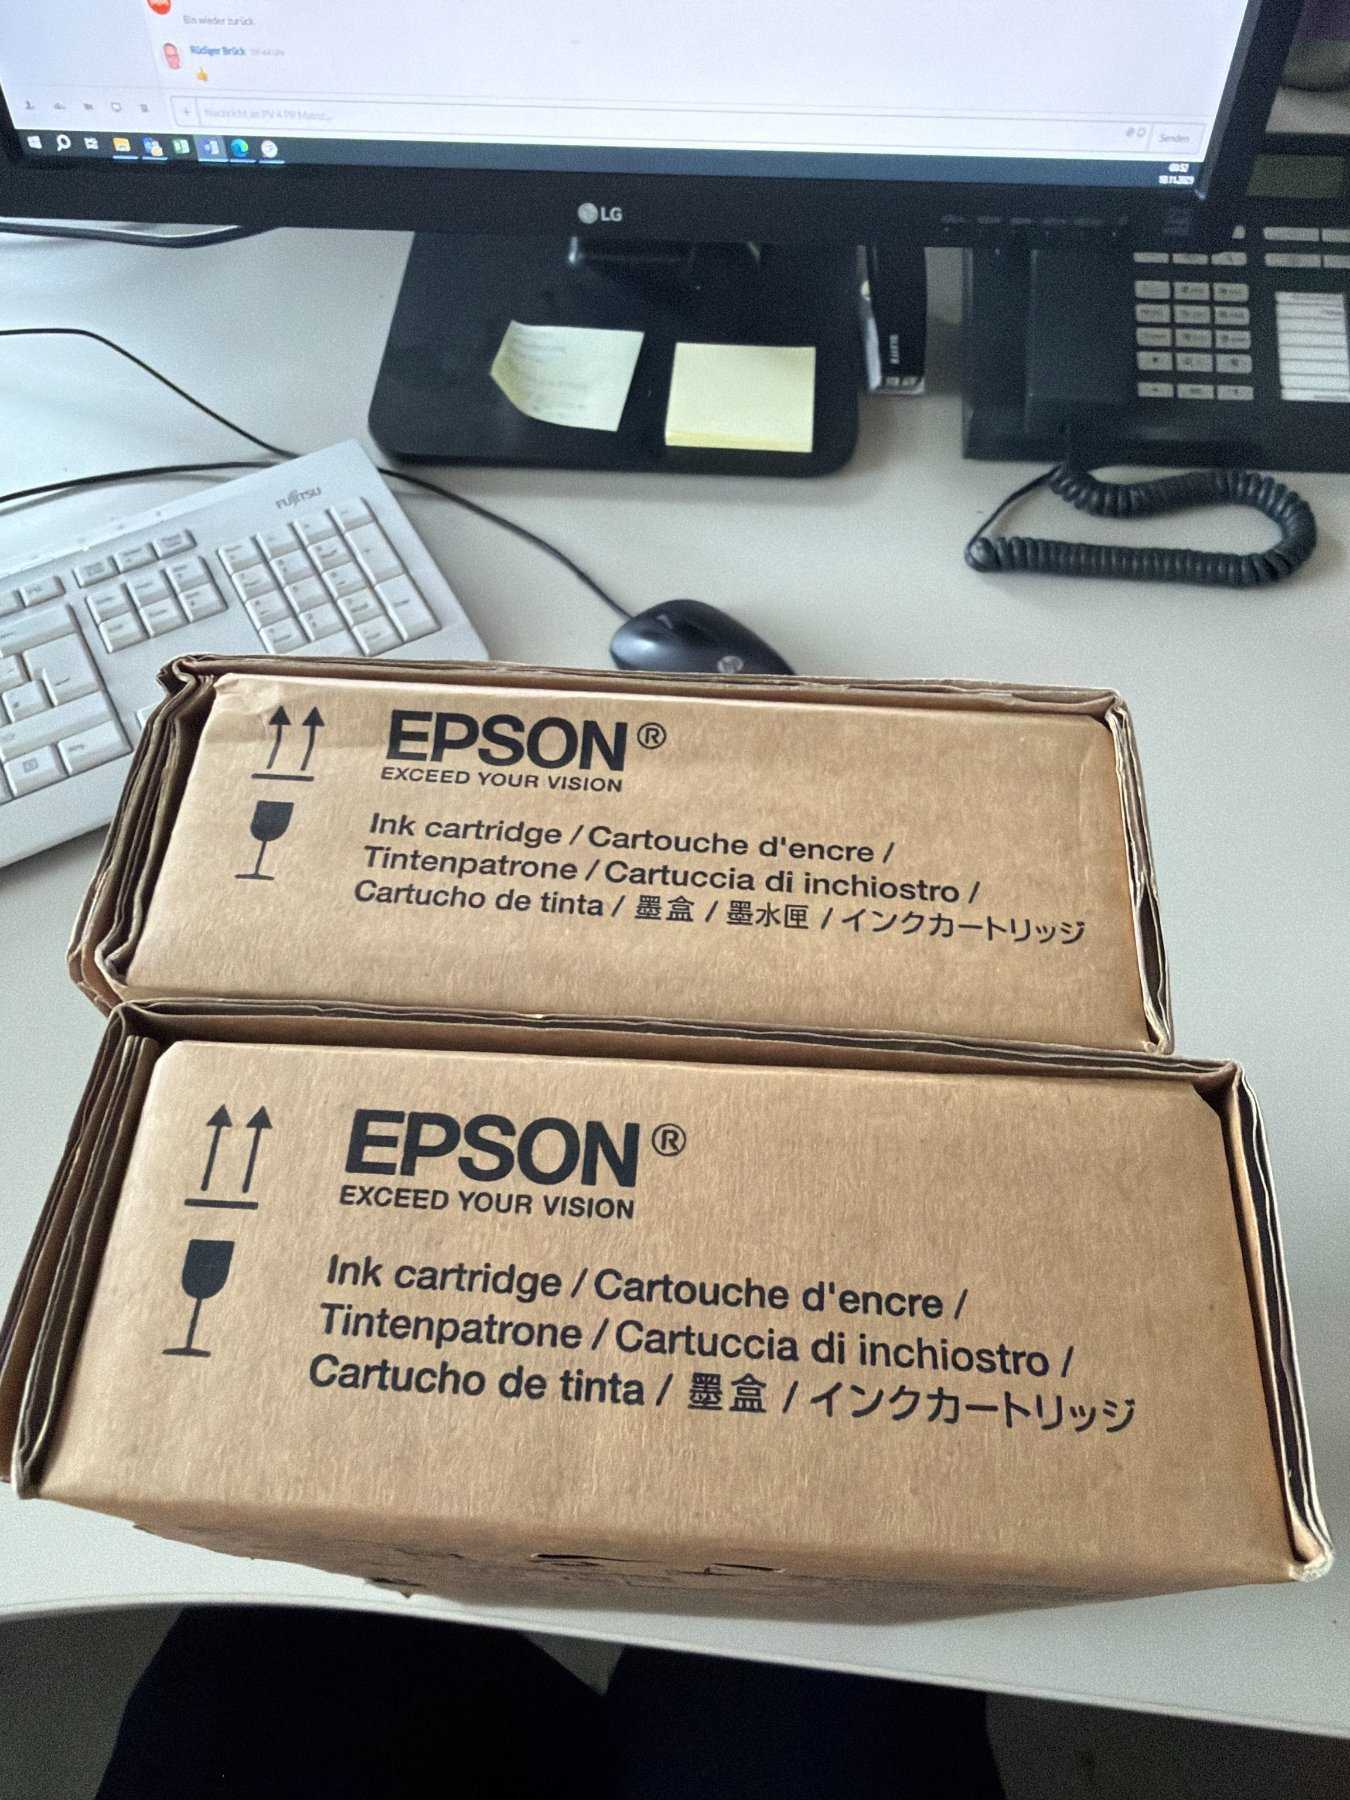 Bin wieder zurück
Rüdiger Brück
Senden
LG
FUJITSU
EPSON®
EXCEED YOUR VISION
Ink cartridge / Cartouche d'encre /
Tintenpatrone / Cartuccia di inchiostro /
Cartucho de tinta / 墨盒 / 墨水匣 / インクカートリッジ
EPSON®
EXCEED YOUR VISION
Ink cartridge / Cartouche d'encre /
Tintenpatrone / Cartuccia di inchiostro /
Cartucho de tinta / 墨盒 / インクカートリッジ